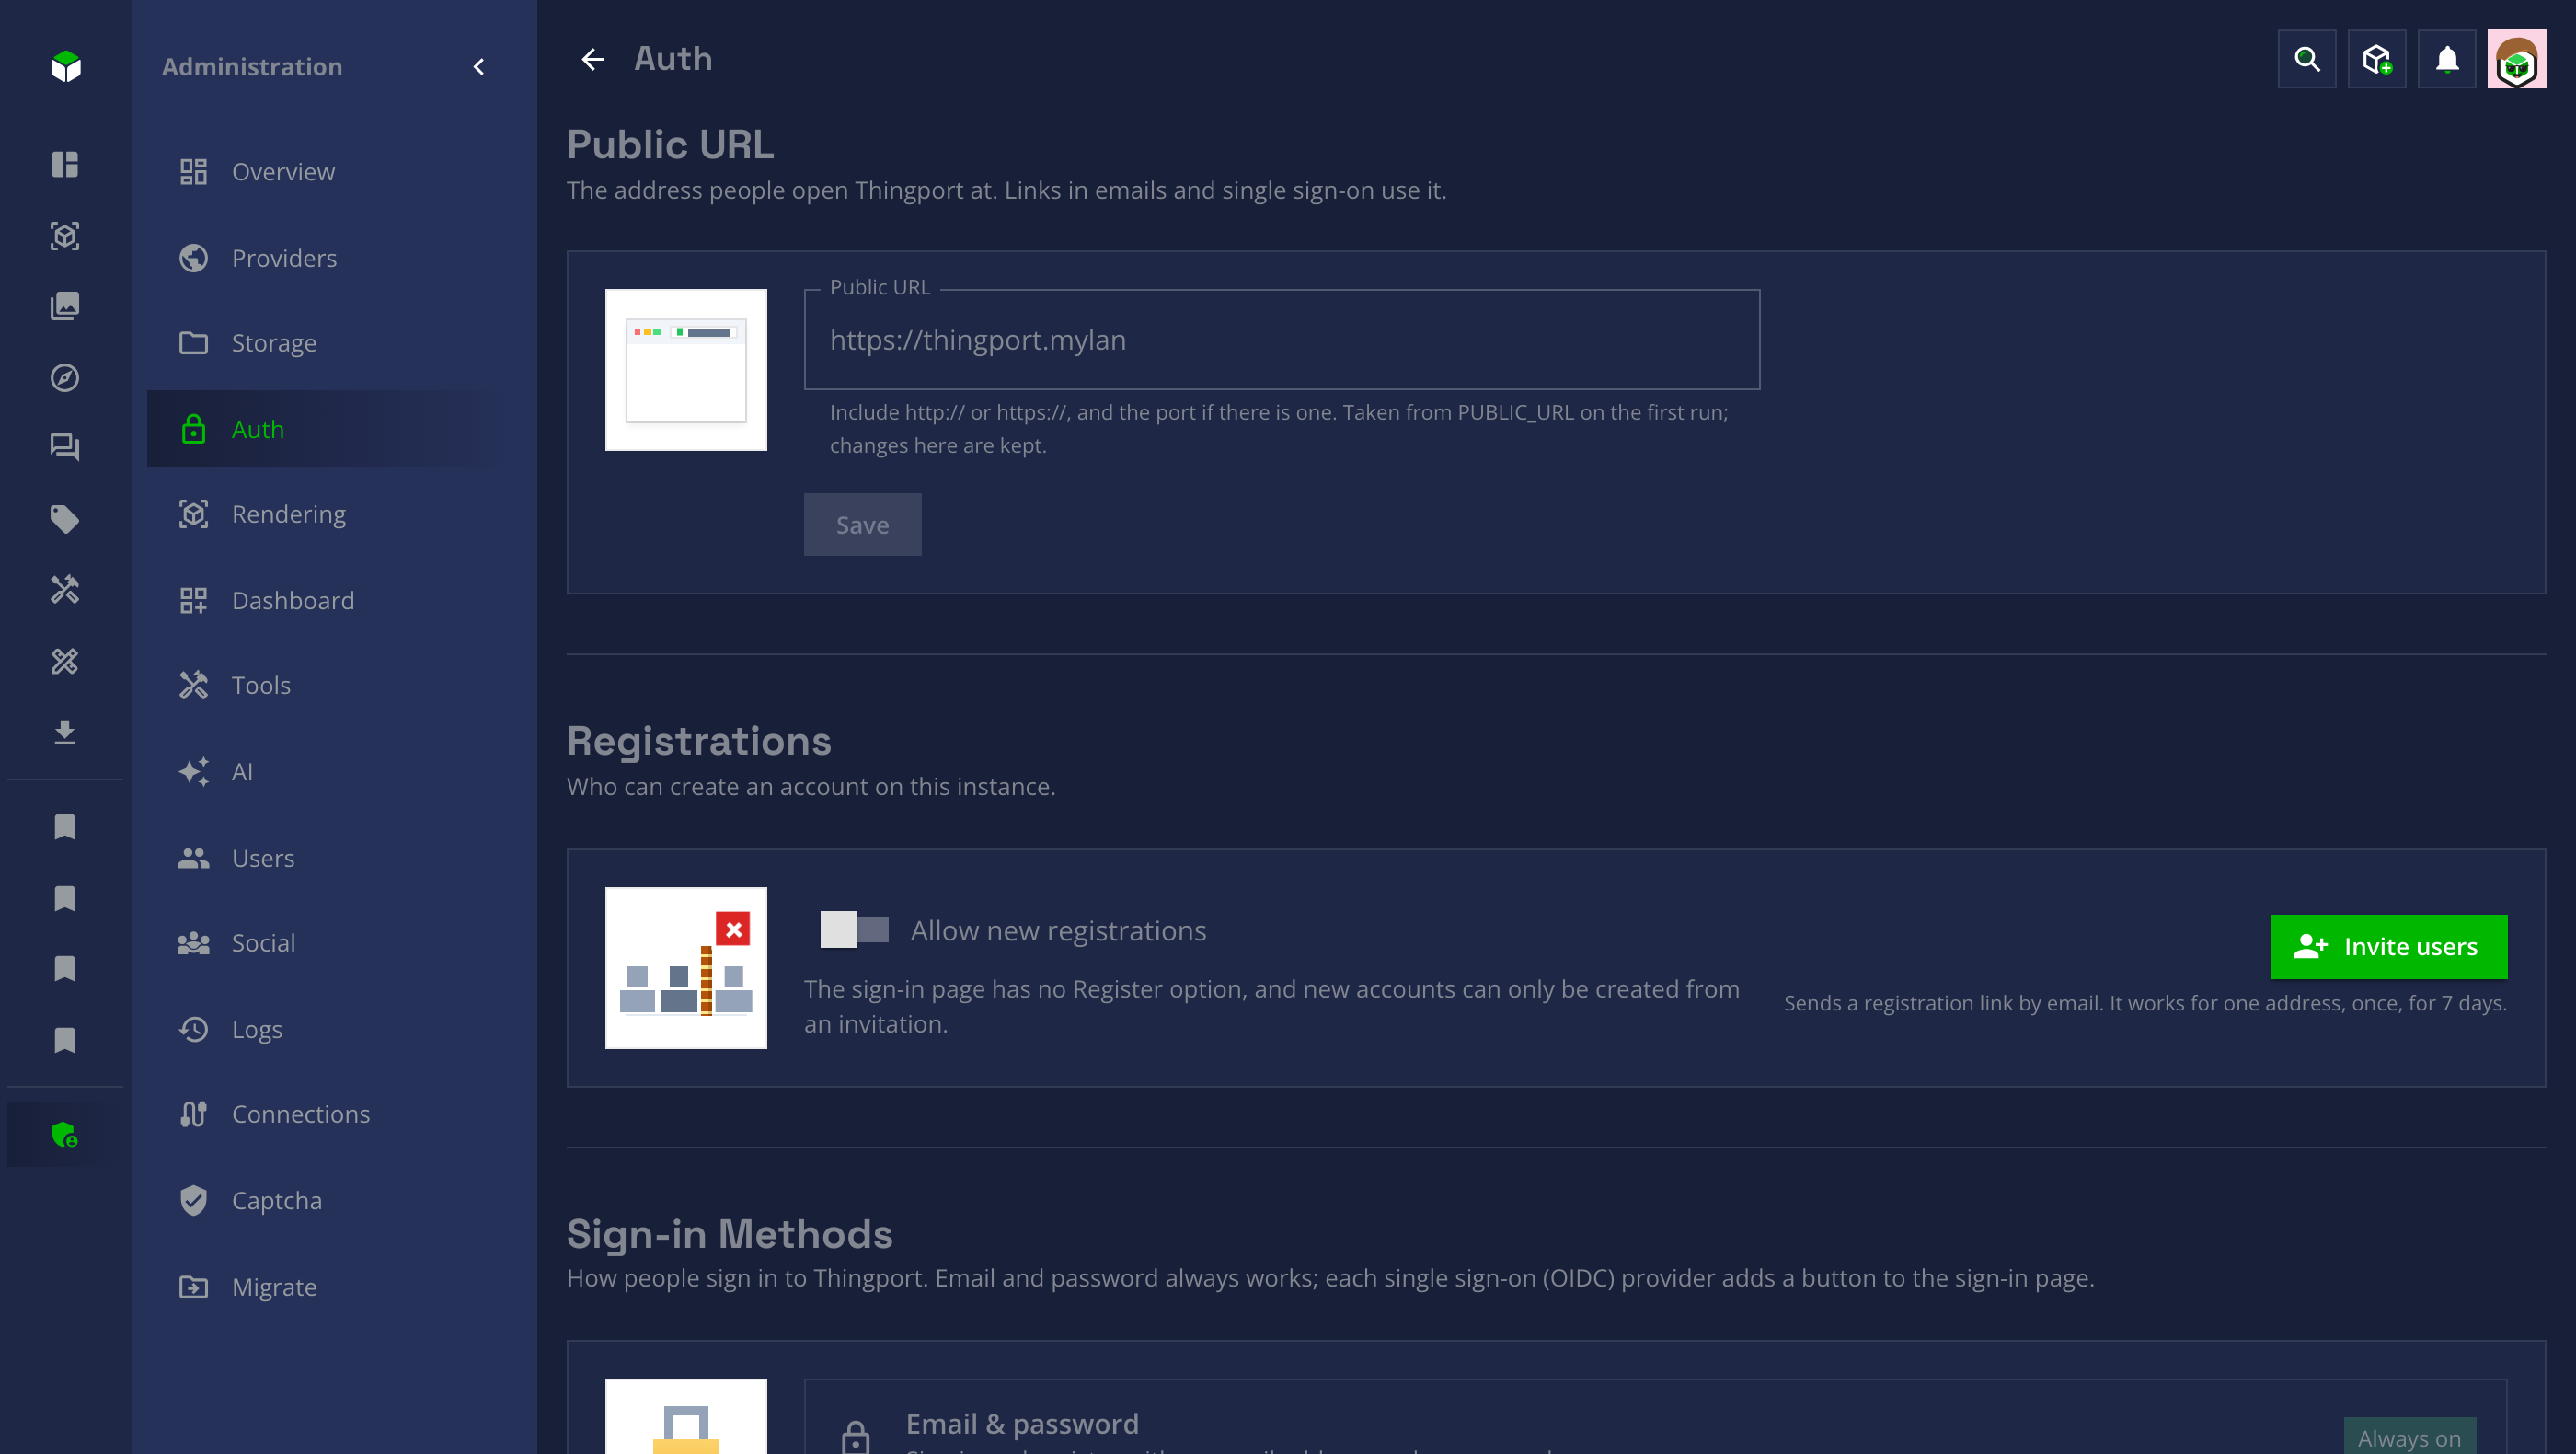 Administration
Overview
Providers
Storage
Auth
Rendering
Dashboard
Tools
AI
Users
Social
Logs
Connections
Captcha
Migrate
Auth
Public URL
The address people open Thingport at. Links in emails and single sign-on use it.
Public URL
https://thingport.mylan
Include http:// or https://, and the port if there is one. Taken from PUBLIC_URL on the first run;
changes here are kept.
Save
Registrations
Who can create an account on this instance.
Allow new registrations
The sign-in page has no Register option, and new accounts can only be created from
an invitation.
Invite users
Sends a registration link by email. It works for one address, once, for 7 days.
Sign-in Methods
How people sign in to Thingport. Email and password always works; each single sign-on (OIDC) provider adds a button to the sign-in page.
Email & password
Always on